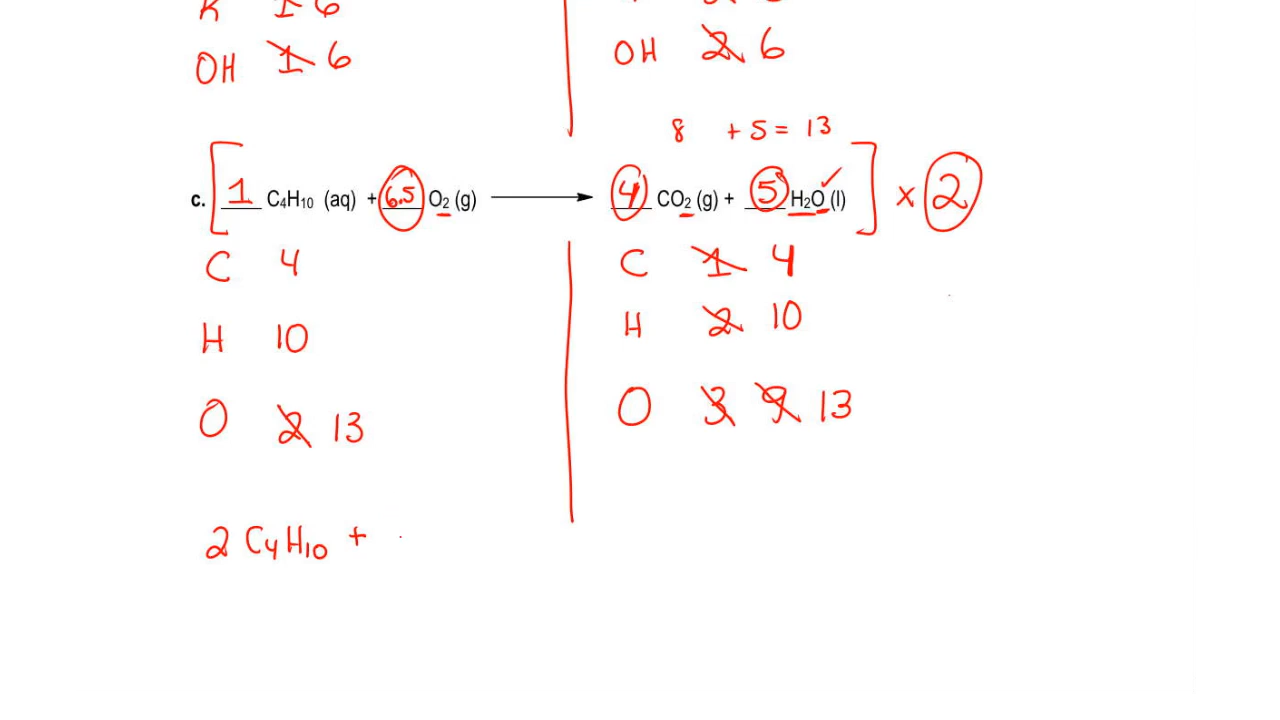 K 1 6
OH 1 6 OH 2 6
8 + 5 = 13
c. [ 1 C₄H₁₀ (aq) + 6.5 O₂ (g) ⟶ 4 CO₂ (g) + 5 H₂O (l) ] x 2
C 4 C 1 4
H 10 H 2 10
O 2 13 O 3 9 13
2 C₄H₁₀ +